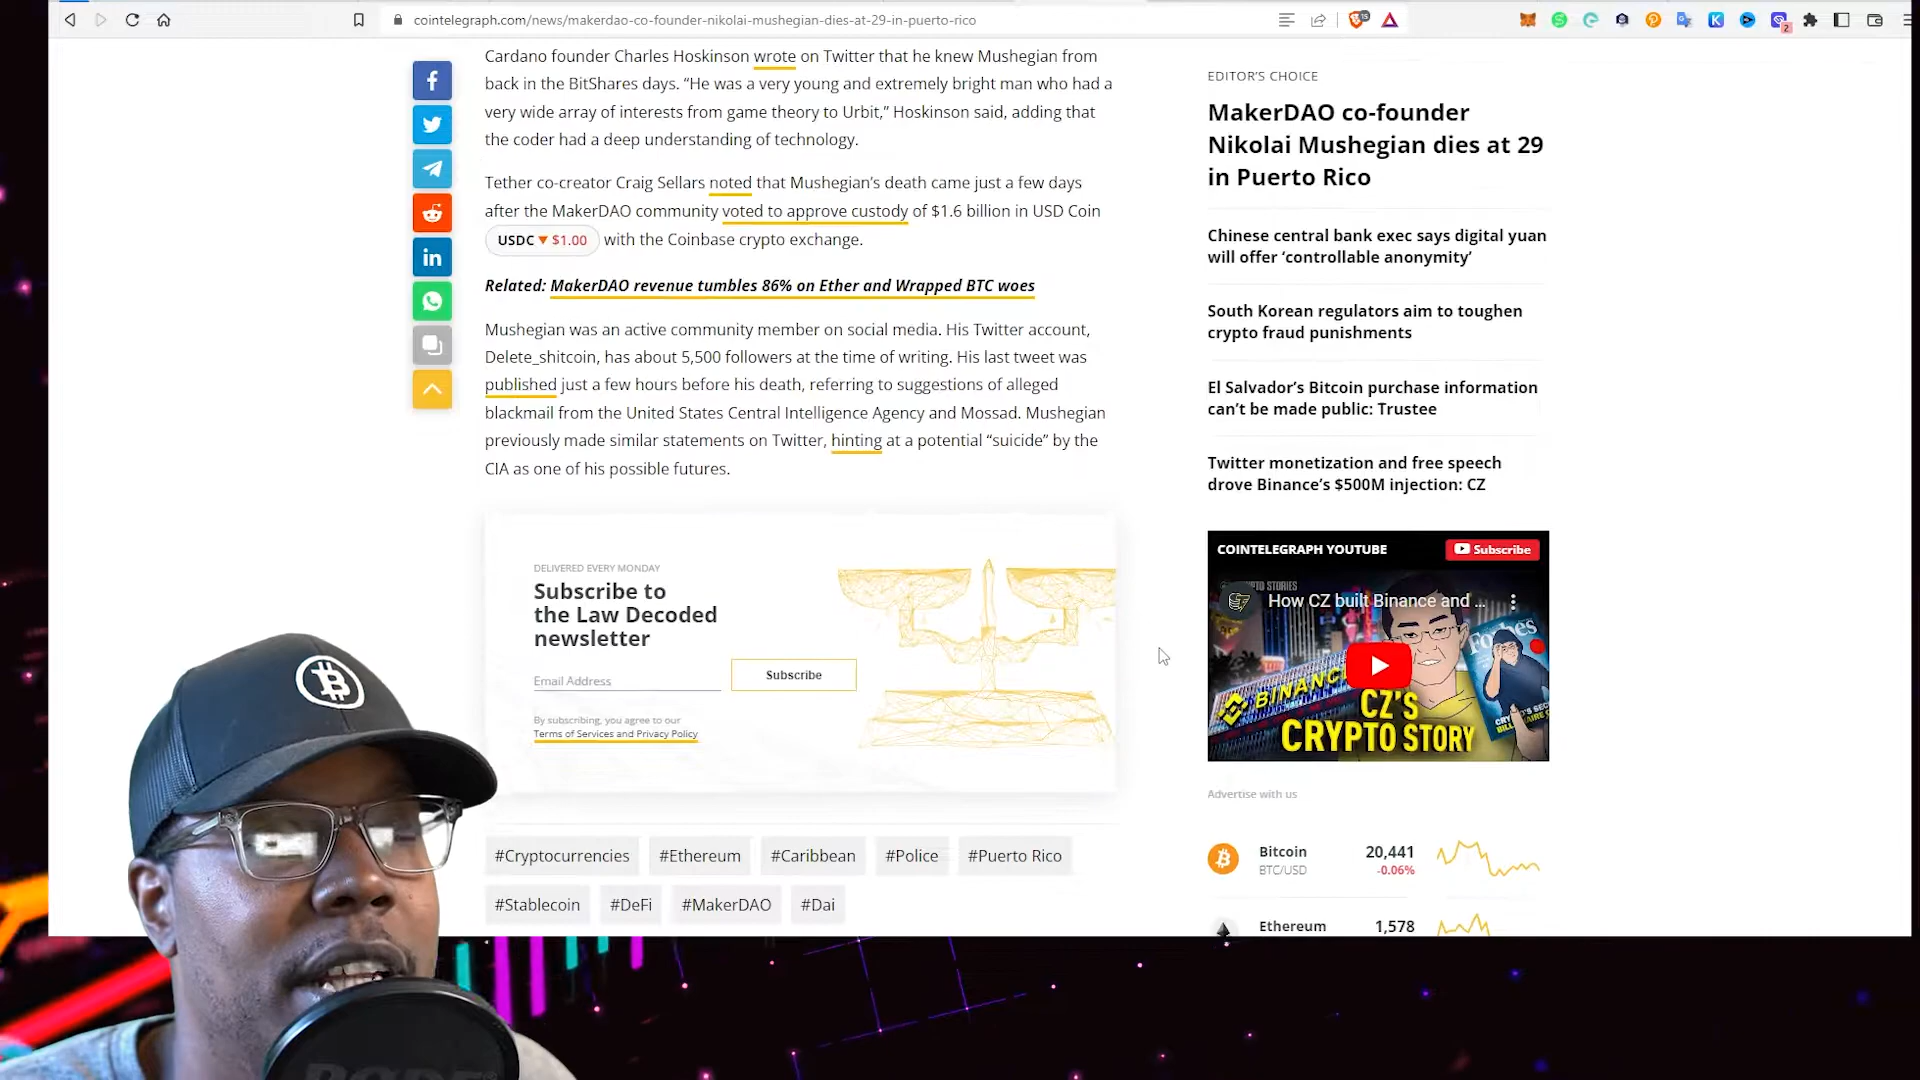 cointelegraph.com/news/makerdao-co-founder-nikolai-mushegian-dies-at-29-in-puerto-rico
15
2
Cardano founder Charles Hoskinson wrote on Twitter that he knew Mushegian from
back in the BitShares days. “He was a very young and extremely bright man who had a
very wide array of interests from game theory to Urbit,” Hoskinson said, adding that
the coder had a deep understanding of technology.
Tether co-creator Craig Sellars noted that Mushegian’s death came just a few days
after the MakerDAO community voted to approve custody of $1.6 billion in USD Coin
USDC ▼ $1.00 with the Coinbase crypto exchange.
Related: MakerDAO revenue tumbles 86% on Ether and Wrapped BTC woes
Mushegian was an active community member on social media. His Twitter account,
Delete_shitcoin, has about 5,500 followers at the time of writing. His last tweet was
published just a few hours before his death, referring to suggestions of alleged
blackmail from the United States Central Intelligence Agency and Mossad. Mushegian
previously made similar statements on Twitter, hinting at a potential “suicide” by the
CIA as one of his possible futures.
DELIVERED EVERY MONDAY
Subscribe to
the Law Decoded
newsletter
Email Address
Subscribe
By subscribing, you agree to our
Terms of Services and Privacy Policy
#Cryptocurrencies #Ethereum #Caribbean #Police #Puerto Rico
#Stablecoin #DeFi #MakerDAO #Dai
EDITOR’S CHOICE
MakerDAO co-founder
Nikolai Mushegian dies at 29
in Puerto Rico
Chinese central bank exec says digital yuan
will offer ‘controllable anonymity’
South Korean regulators aim to toughen
crypto fraud punishments
El Salvador’s Bitcoin purchase information
can’t be made public: Trustee
Twitter monetization and free speech
drove Binance’s $500M injection: CZ
COINTELEGRAPH YOUTUBE
Subscribe
How CZ built Binance and ...
Forbes
BINANCE
CZ'S
CRYPTO STORY
Advertise with us
Bitcoin 20,441
BTC/USD -0.06%
Ethereum 1,578